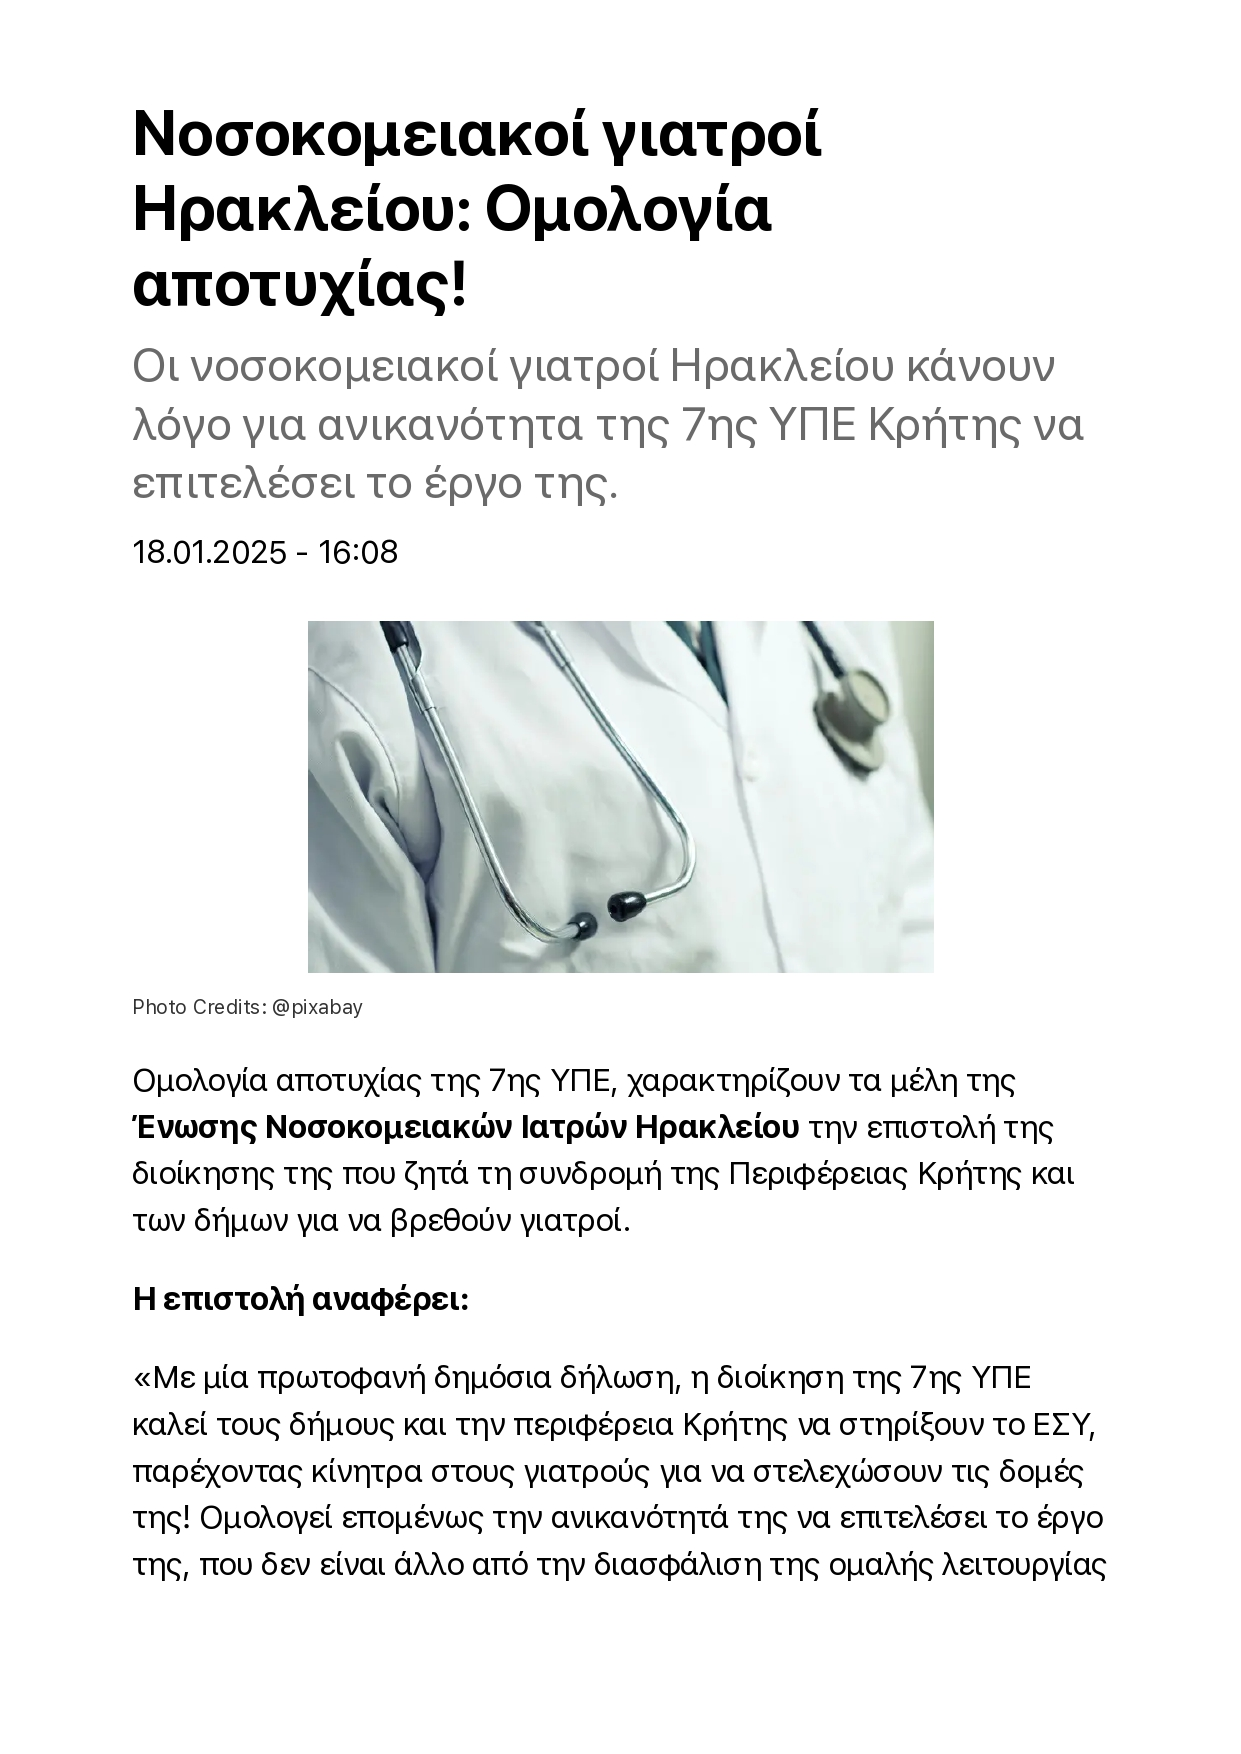 Νοσοκομειακοί γιατροί
Ηρακλείου: Ομολογία
αποτυχίας!
Οι νοσοκομειακοί γιατροί Ηρακλείου κάνουν
λόγο για ανικανότητα της 7ης ΥΠΕ Κρήτης να
επιτελέσει το έργο της.
18.01.2025 - 16:08
Photo Credits: @pixabay
Ομολογία αποτυχίας της 7ης ΥΠΕ, χαρακτηρίζουν τα μέλη της
Ένωσης Νοσοκομειακών Ιατρών Ηρακλείου την επιστολή της
διοίκησης της που ζητά τη συνδρομή της Περιφέρειας Κρήτης και
των δήμων για να βρεθούν γιατροί.
Η επιστολή αναφέρει:
«Με μία πρωτοφανή δημόσια δήλωση, η διοίκηση της 7ης ΥΠΕ
καλεί τους δήμους και την περιφέρεια Κρήτης να στηρίξουν το ΕΣΥ,
παρέχοντας κίνητρα στους γιατρούς για να στελεχώσουν τις δομές
της! Ομολογεί επομένως την ανικανότητά της να επιτελέσει το έργο
της, που δεν είναι άλλο από την διασφάλιση της ομαλής λειτουργίας